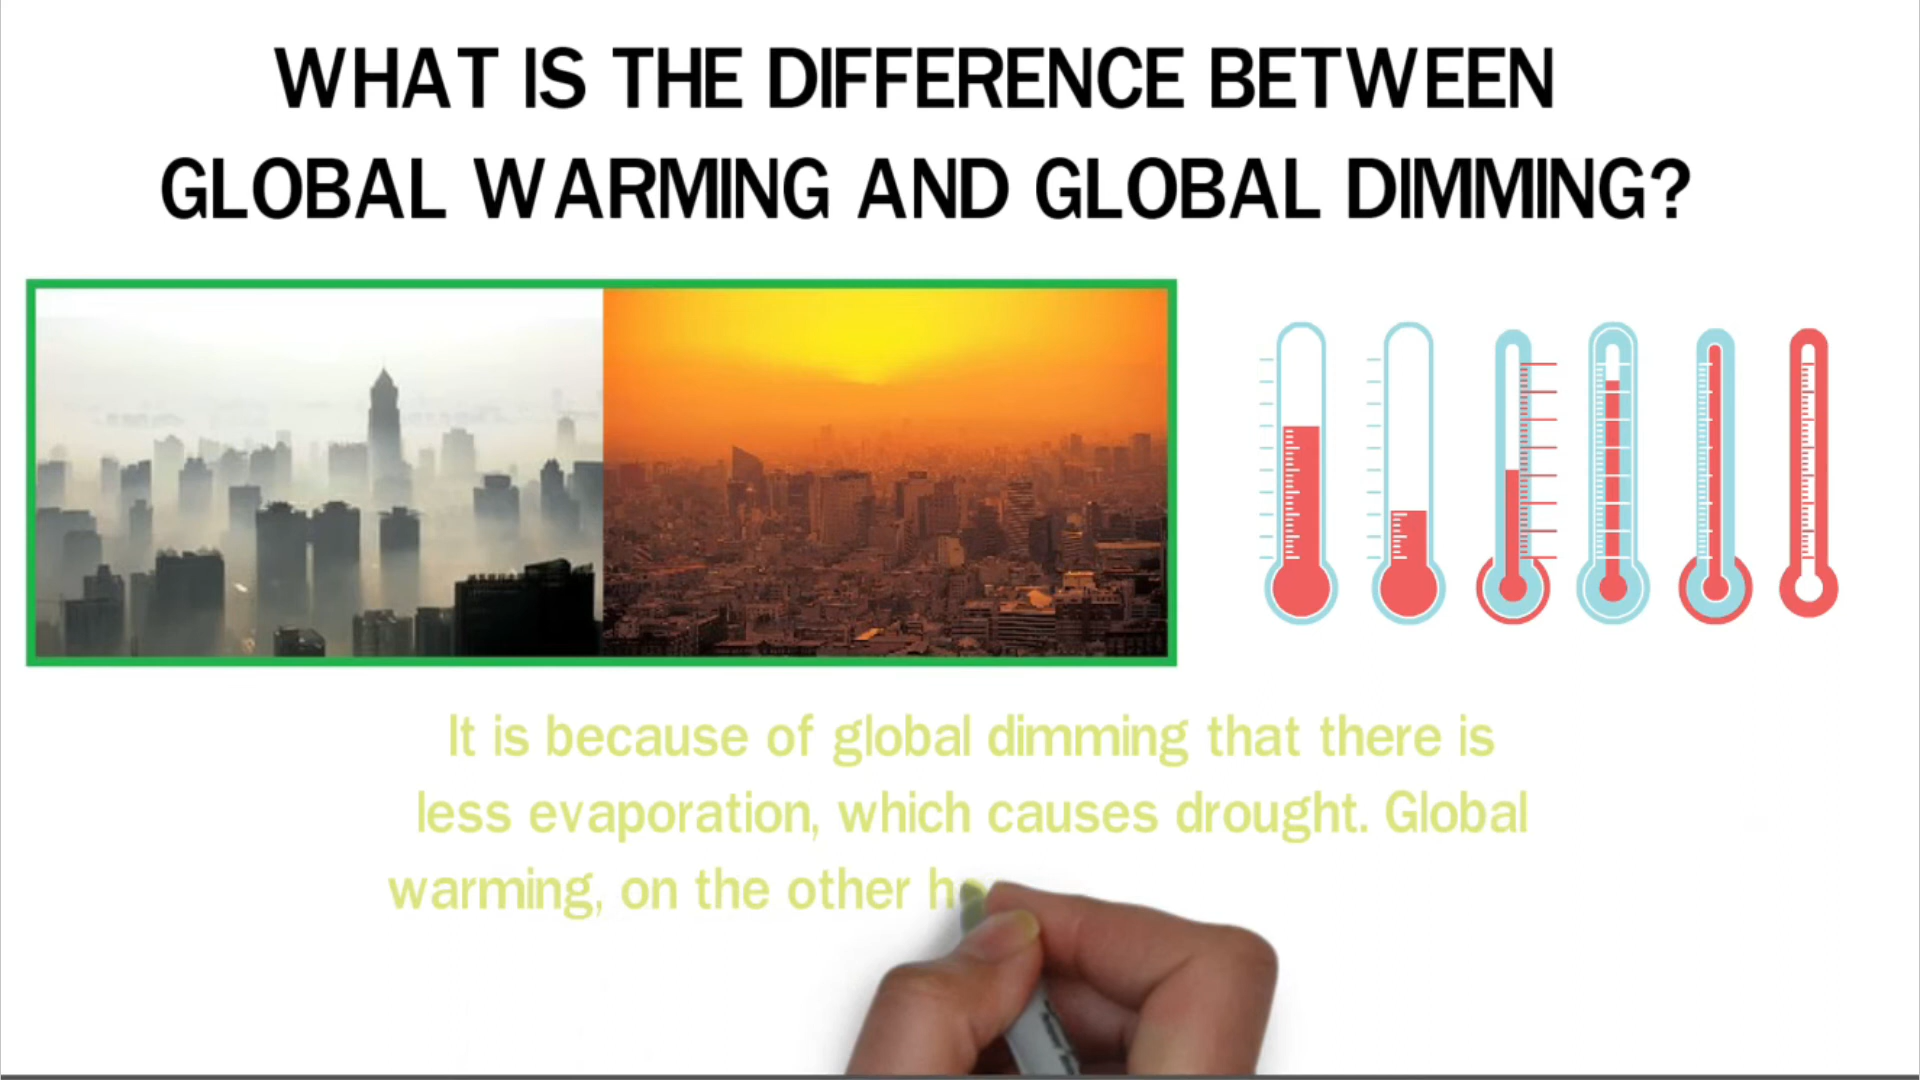 WHAT IS THE DIFFERENCE BETWEEN
GLOBAL WARMING AND GLOBAL DIMMING?
It is because of global dimming that there is
less evaporation, which causes drought. Global
warming, on the other